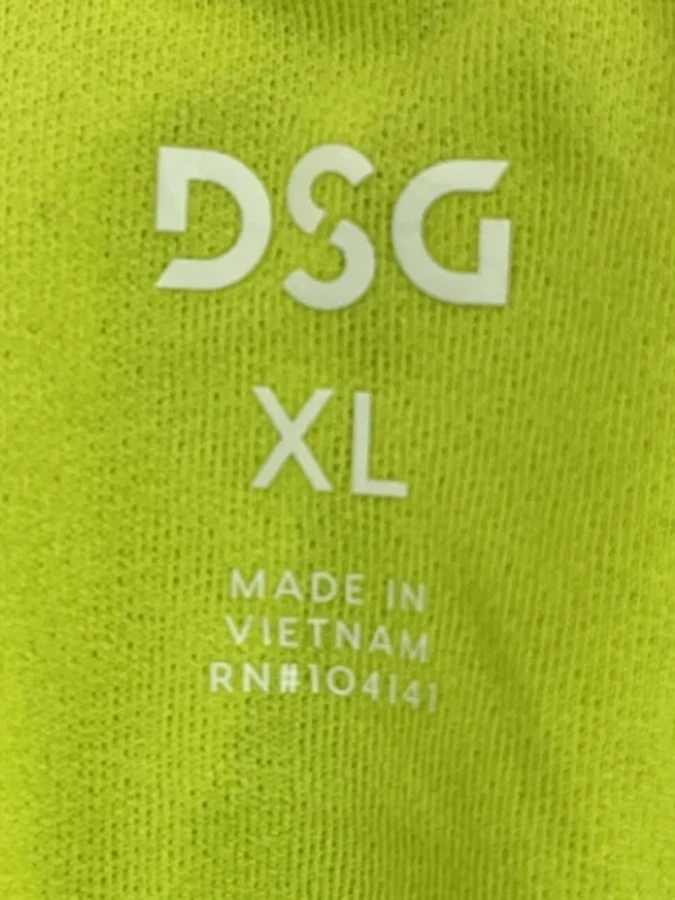 DSG
XL
MADE IN
VIETNAM
RN#104141